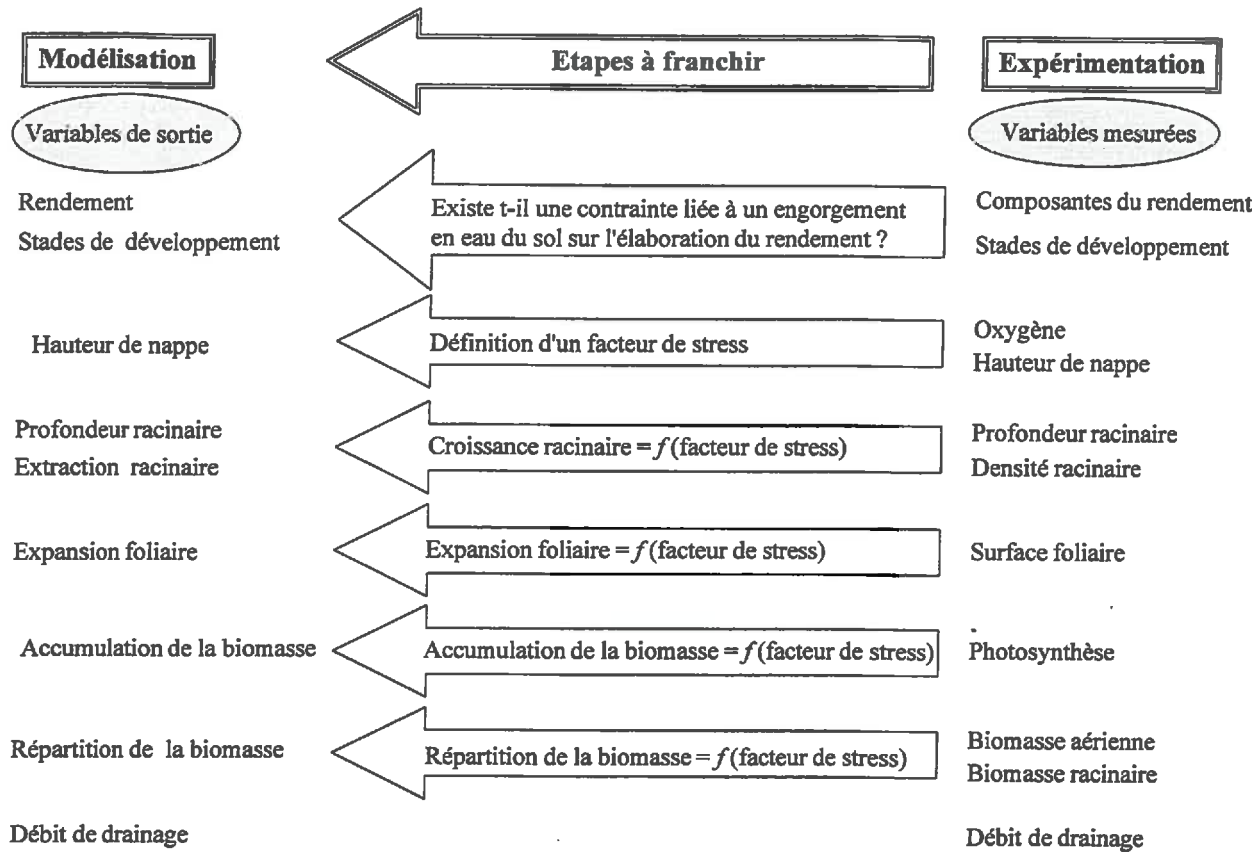 Modélisation
Etapes à franchir
Expérimentation
Variables de sortie
Variables mesurées
Rendement
Stades de développement
Existe t-il une contrainte liée à un engorgement
en eau du sol sur l'élaboration du rendement ?
Composantes du rendement
Stades de développement
Hauteur de nappe
Définition d'un facteur de stress
Oxygène
Hauteur de nappe
Profondeur racinaire
Extraction racinaire
Croissance racinaire = f(facteur de stress)
Profondeur racinaire
Densité racinaire
Expansion foliaire
Expansion foliaire = f(facteur de stress)
Surface foliaire
Accumulation de la biomasse
Accumulation de la biomasse = f(facteur de stress)
Photosynthèse
Répartition de la biomasse
Répartition de la biomasse = f(facteur de stress)
Biomasse aérienne
Biomasse racinaire
Débit de drainage
Débit de drainage